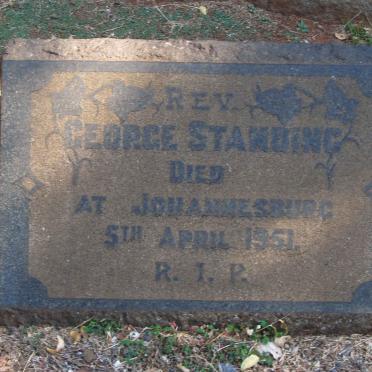 REV.
GEORGE STANDING
DIED
AT JOHANNESBURG
5TH APRIL 1951.
R. I. P.